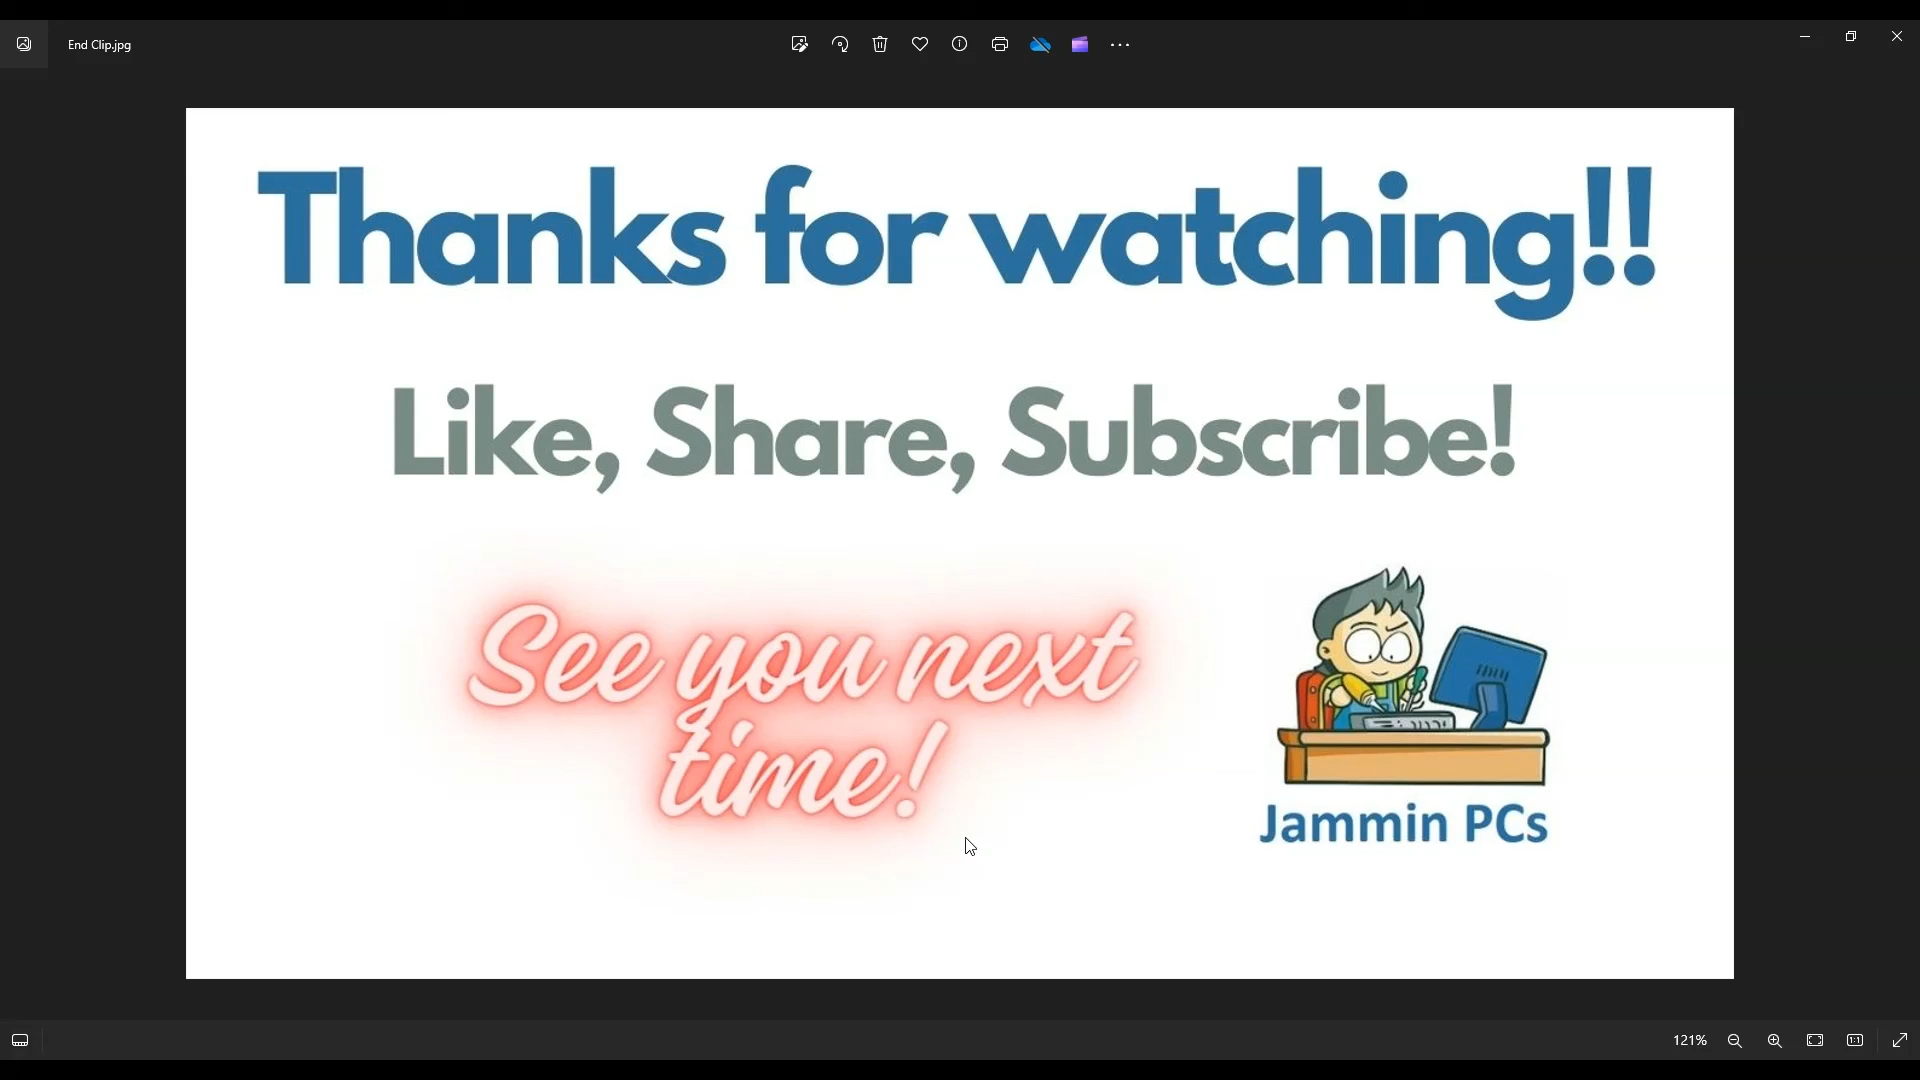 End Clip.jpg
Thanks for watching!!
Like, Share, Subscribe!
See you next
time!
Jammin PCs
121%